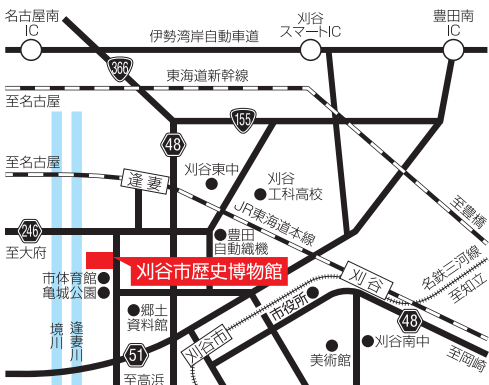 名古屋南
IC
伊勢湾岸自動車道
刈谷
スマートIC
豊田南
IC
366
東海道新幹線
至名古屋
155
48
至名古屋
逢妻
刈谷東中
刈谷
工科高校
至豊橋
JR東海道本線
246
至大府
豊田
自動織機
刈谷市歴史博物館
市体育館
亀城公園
刈谷
名鉄三河線
至知立
郷土
資料館
市役所
48
境川
逢妻川
51
刈谷市
美術館
刈谷南中
至岡崎
至高浜